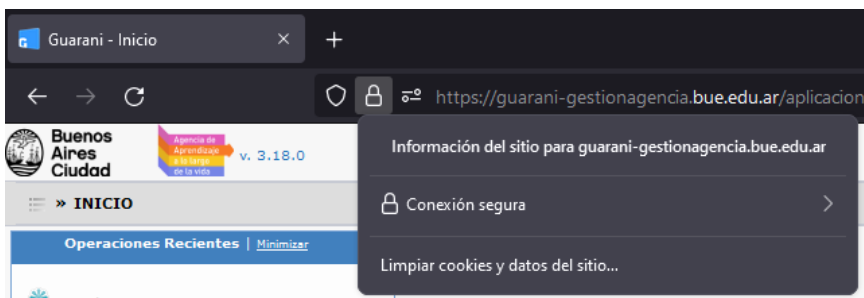 Guarani - Inicio
https://guarani-gestionagencia.bue.edu.ar/aplicacion
Buenos
Aires
Ciudad
Agencia de
Aprendizaje
a lo largo
de la vida
v. 3.18.0
Información del sitio para guarani-gestionagencia.bue.edu.ar
» INICIO
Conexión segura
Operaciones Recientes | Minimizar
Limpiar cookies y datos del sitio...